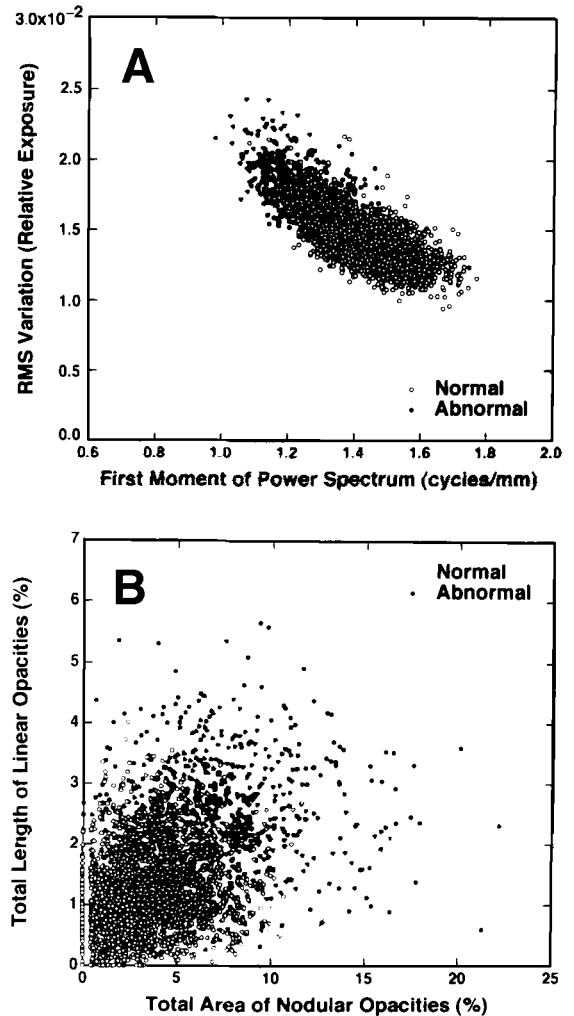 3.0x10⁻²
A
2.5
2.0
1.5
1.0
0.5
0.0
RMS Variation (Relative Exposure)
Normal
Abnormal
0.6 0.8 1.0 1.2 1.4 1.6 1.8 2.0
First Moment of Power Spectrum (cycles/mm)
7
B
6
5
4
3
2
1
0
Total Length of Linear Opacities (%)
Normal
Abnormal
0 5 10 15 20 25
Total Area of Nodular Opacities (%)